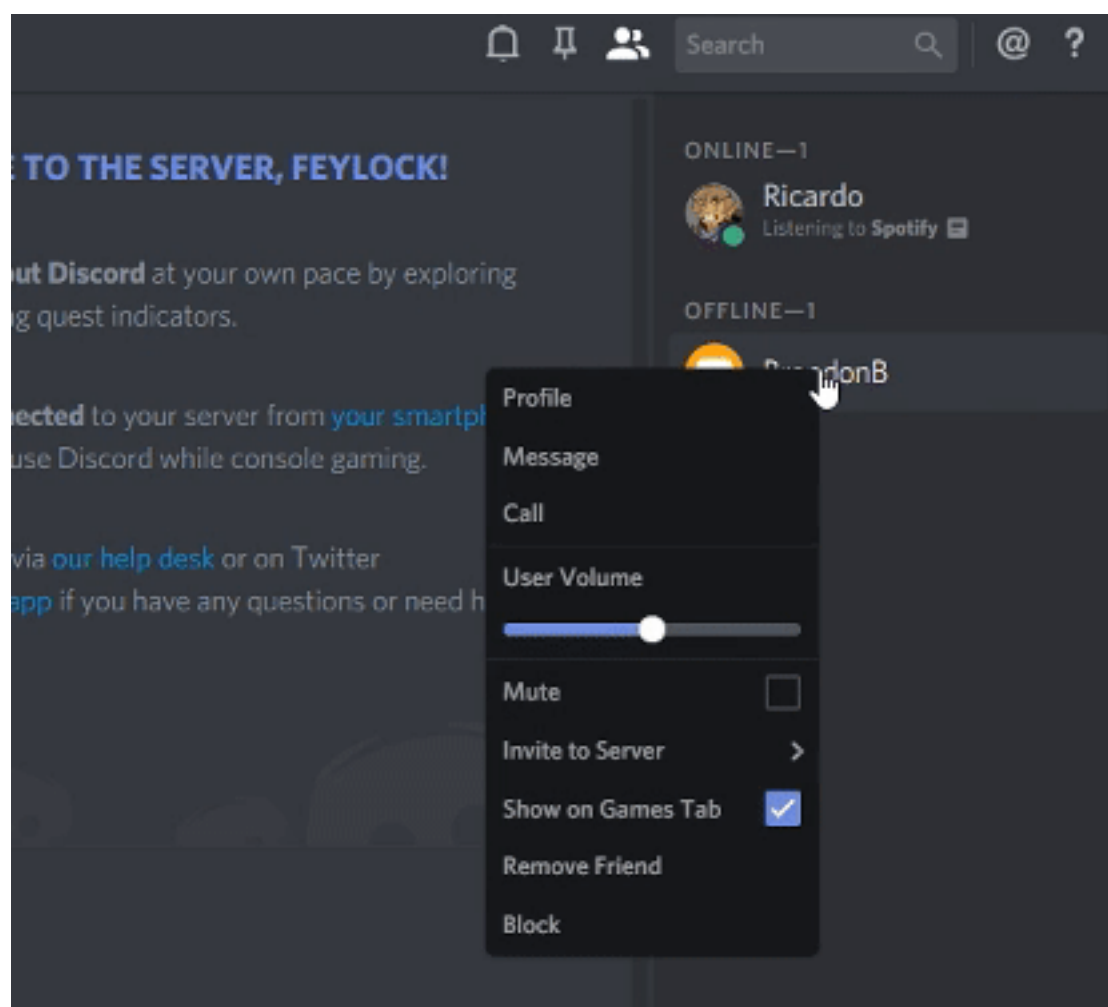 Search
@
?
TO THE SERVER, FEYLOCK!
ut Discord at your own pace by exploring
g quest indicators.
ected to your server from your smartph
use Discord while console gaming.
via our help desk or on Twitter
app if you have any questions or need h
ONLINE—1
Ricardo
Listening to Spotify
OFFLINE—1
BrandonB
Profile
Message
Call
User Volume
Mute
Invite to Server
Show on Games Tab
Remove Friend
Block